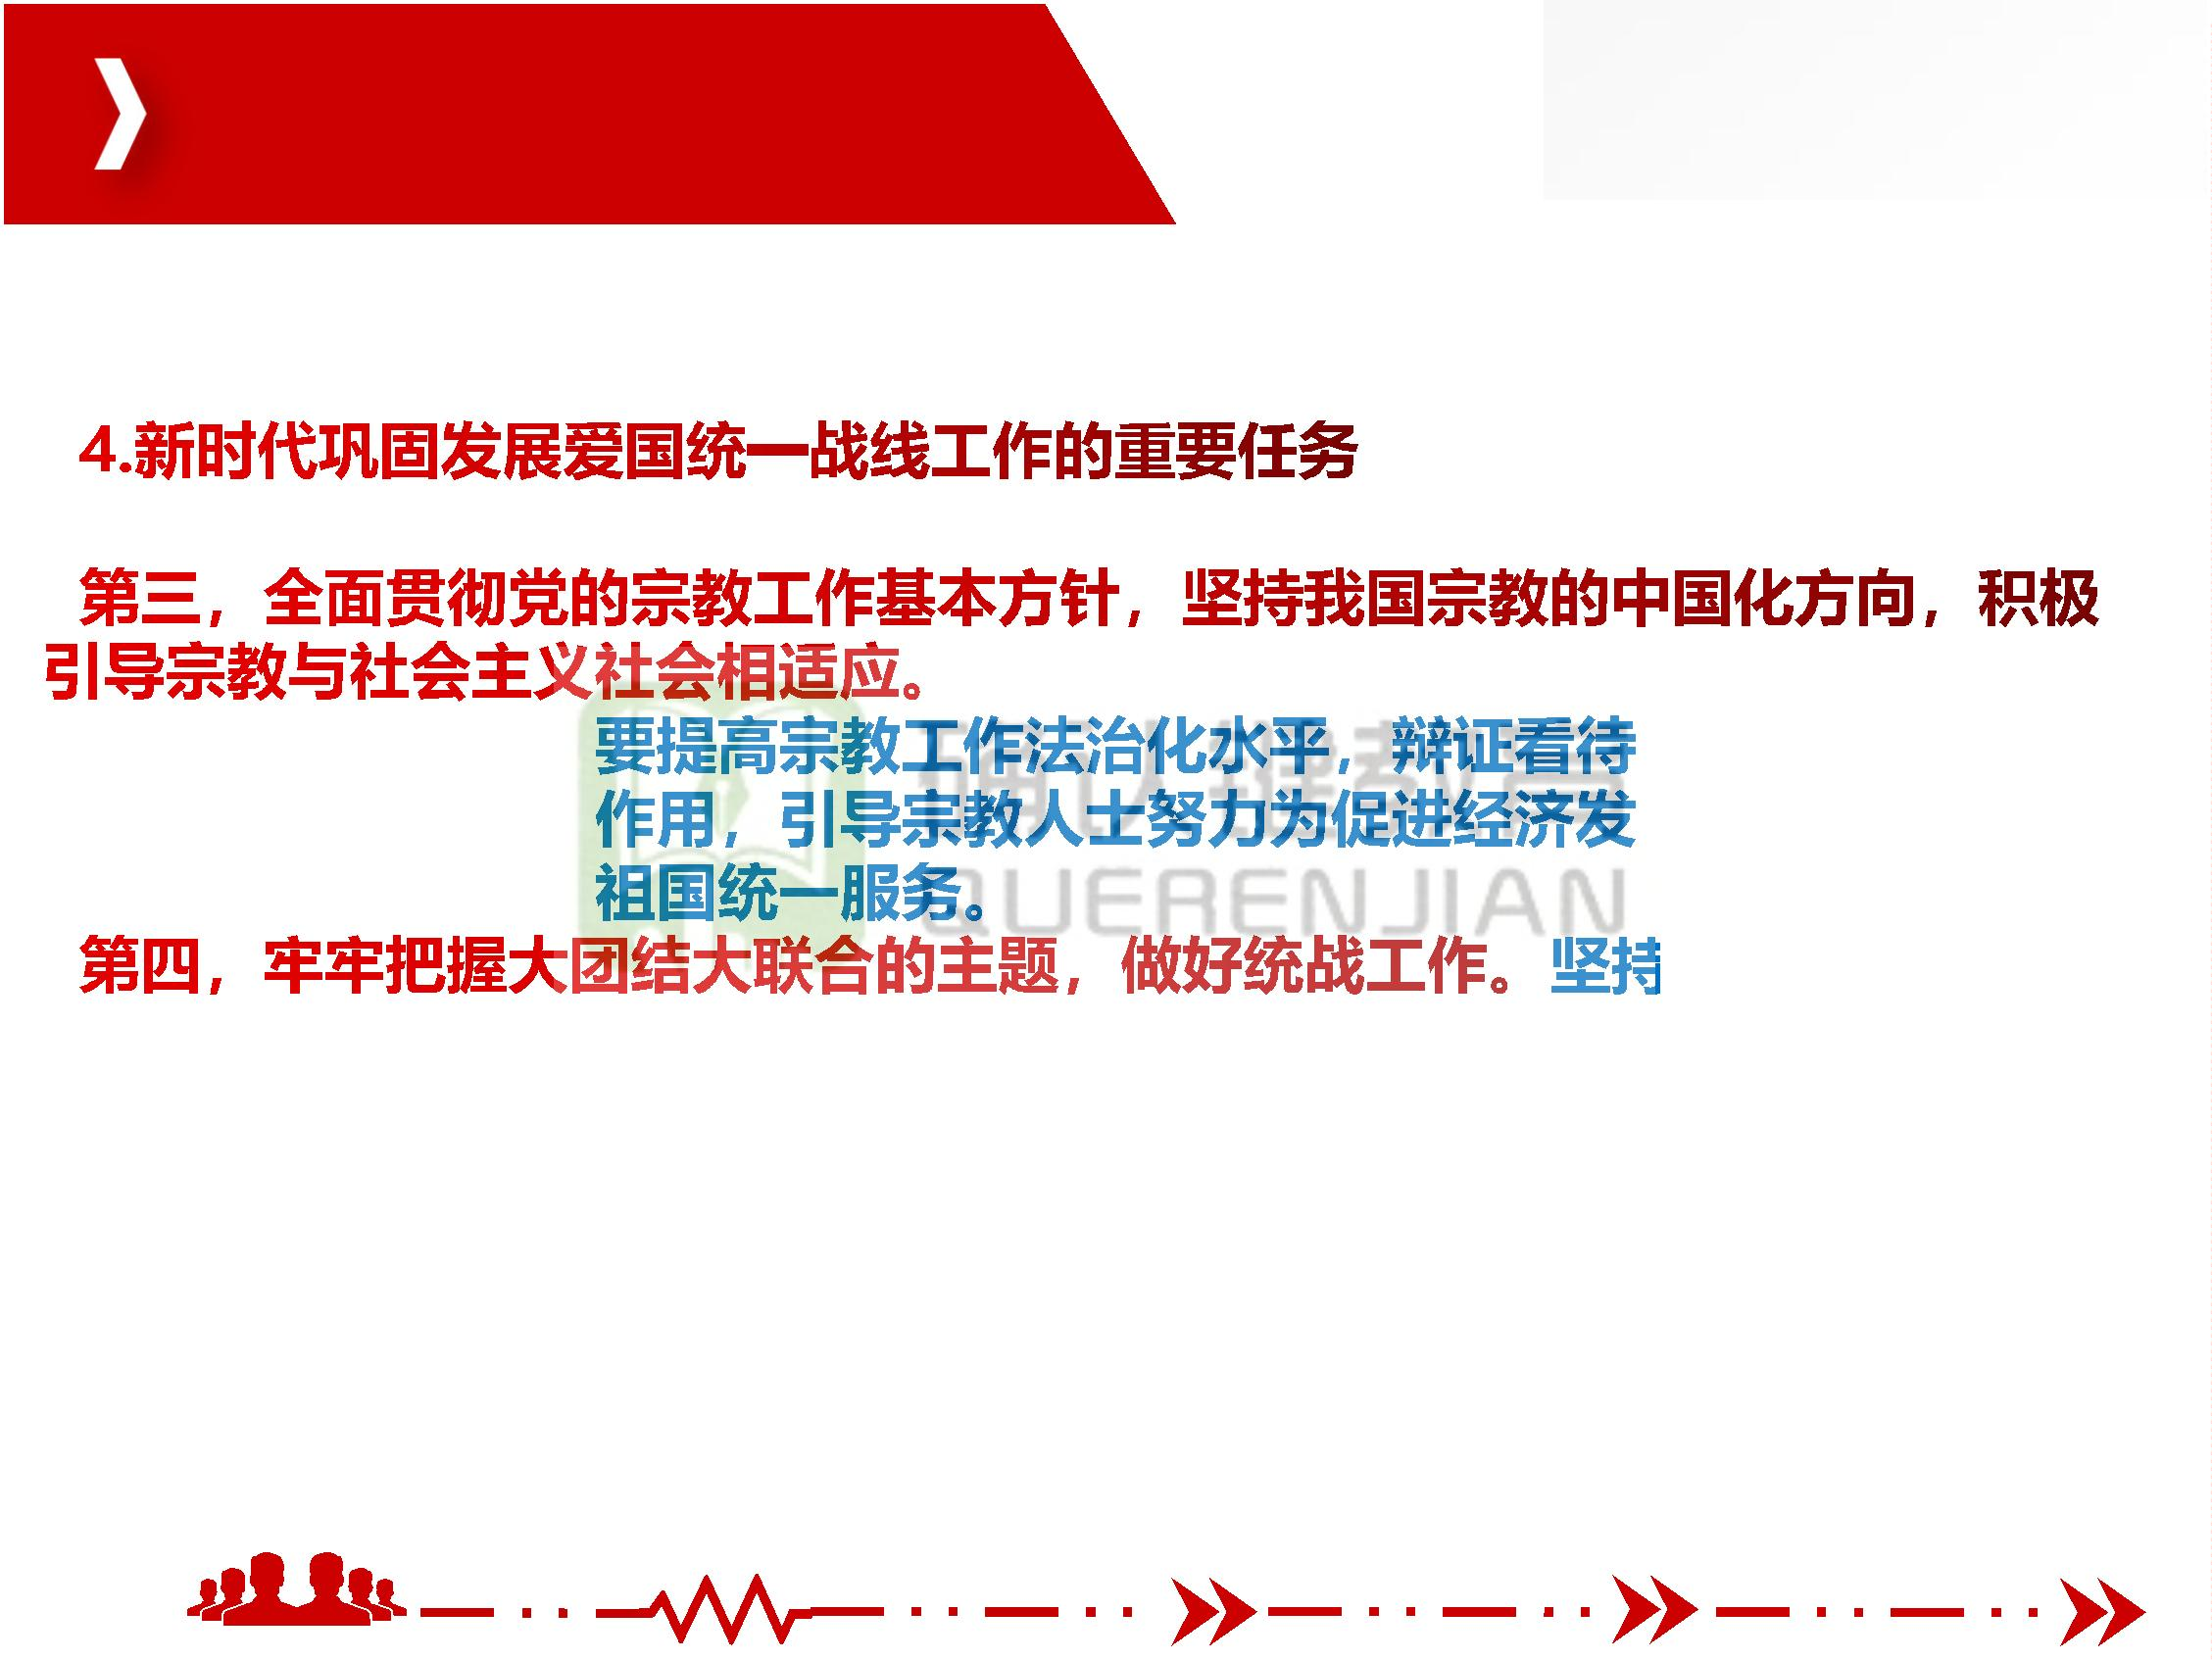 4.新时代巩固发展爱国统一战线工作的重要任务
第三，全面贯彻党的宗教工作基本方针，坚持我国宗教的中国化方向，积极
引导宗教与社会主义社会相适应。
要提高宗教工作法治化水平，辩证看待
作用，引导宗教人士努力为促进经济发
祖国统一服务。
第四，牢牢把握大团结大联合的主题，做好统战工作。坚持
QUERENJIAN